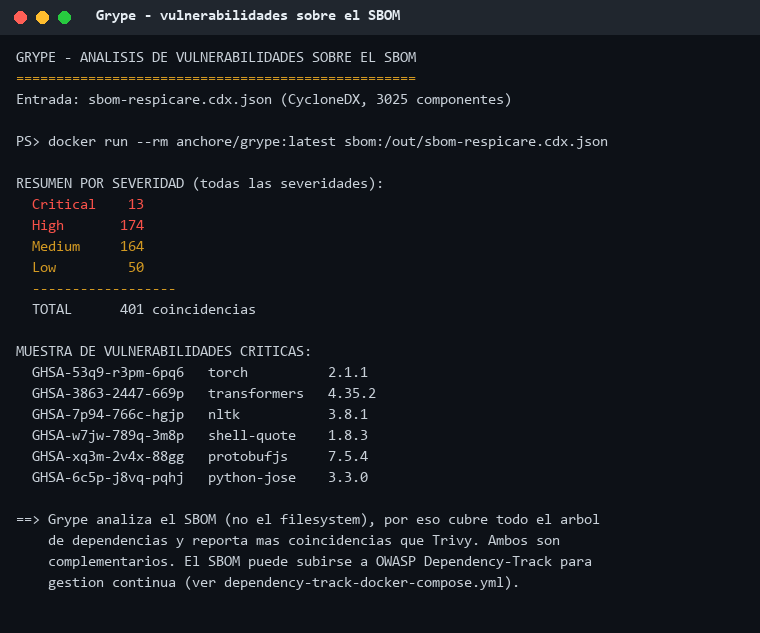 Grype - vulnerabilidades sobre el SBOM
GRYPE - ANALISIS DE VULNERABILIDADES SOBRE EL SBOM
==================================================
Entrada: sbom-respicare.cdx.json (CycloneDX, 3025 componentes)
PS> docker run --rm anchore/grype:latest sbom:/out/sbom-respicare.cdx.json
RESUMEN POR SEVERIDAD (todas las severidades):
Critical 13
High 174
Medium 164
Low 50
------------------
TOTAL 401 coincidencias
MUESTRA DE VULNERABILIDADES CRITICAS:
GHSA-53q9-r3pm-6pq6 torch 2.1.1
GHSA-3863-2447-669p transformers 4.35.2
GHSA-7p94-766c-hgjp nltk 3.8.1
GHSA-w7jw-789q-3m8p shell-quote 1.8.3
GHSA-xq3m-2v4x-88gg protobufjs 7.5.4
GHSA-6c5p-j8vq-pqhj python-jose 3.3.0
==> Grype analiza el SBOM (no el filesystem), por eso cubre todo el arbol
de dependencias y reporta mas coincidencias que Trivy. Ambos son
complementarios. El SBOM puede subirse a OWASP Dependency-Track para
gestion continua (ver dependency-track-docker-compose.yml).